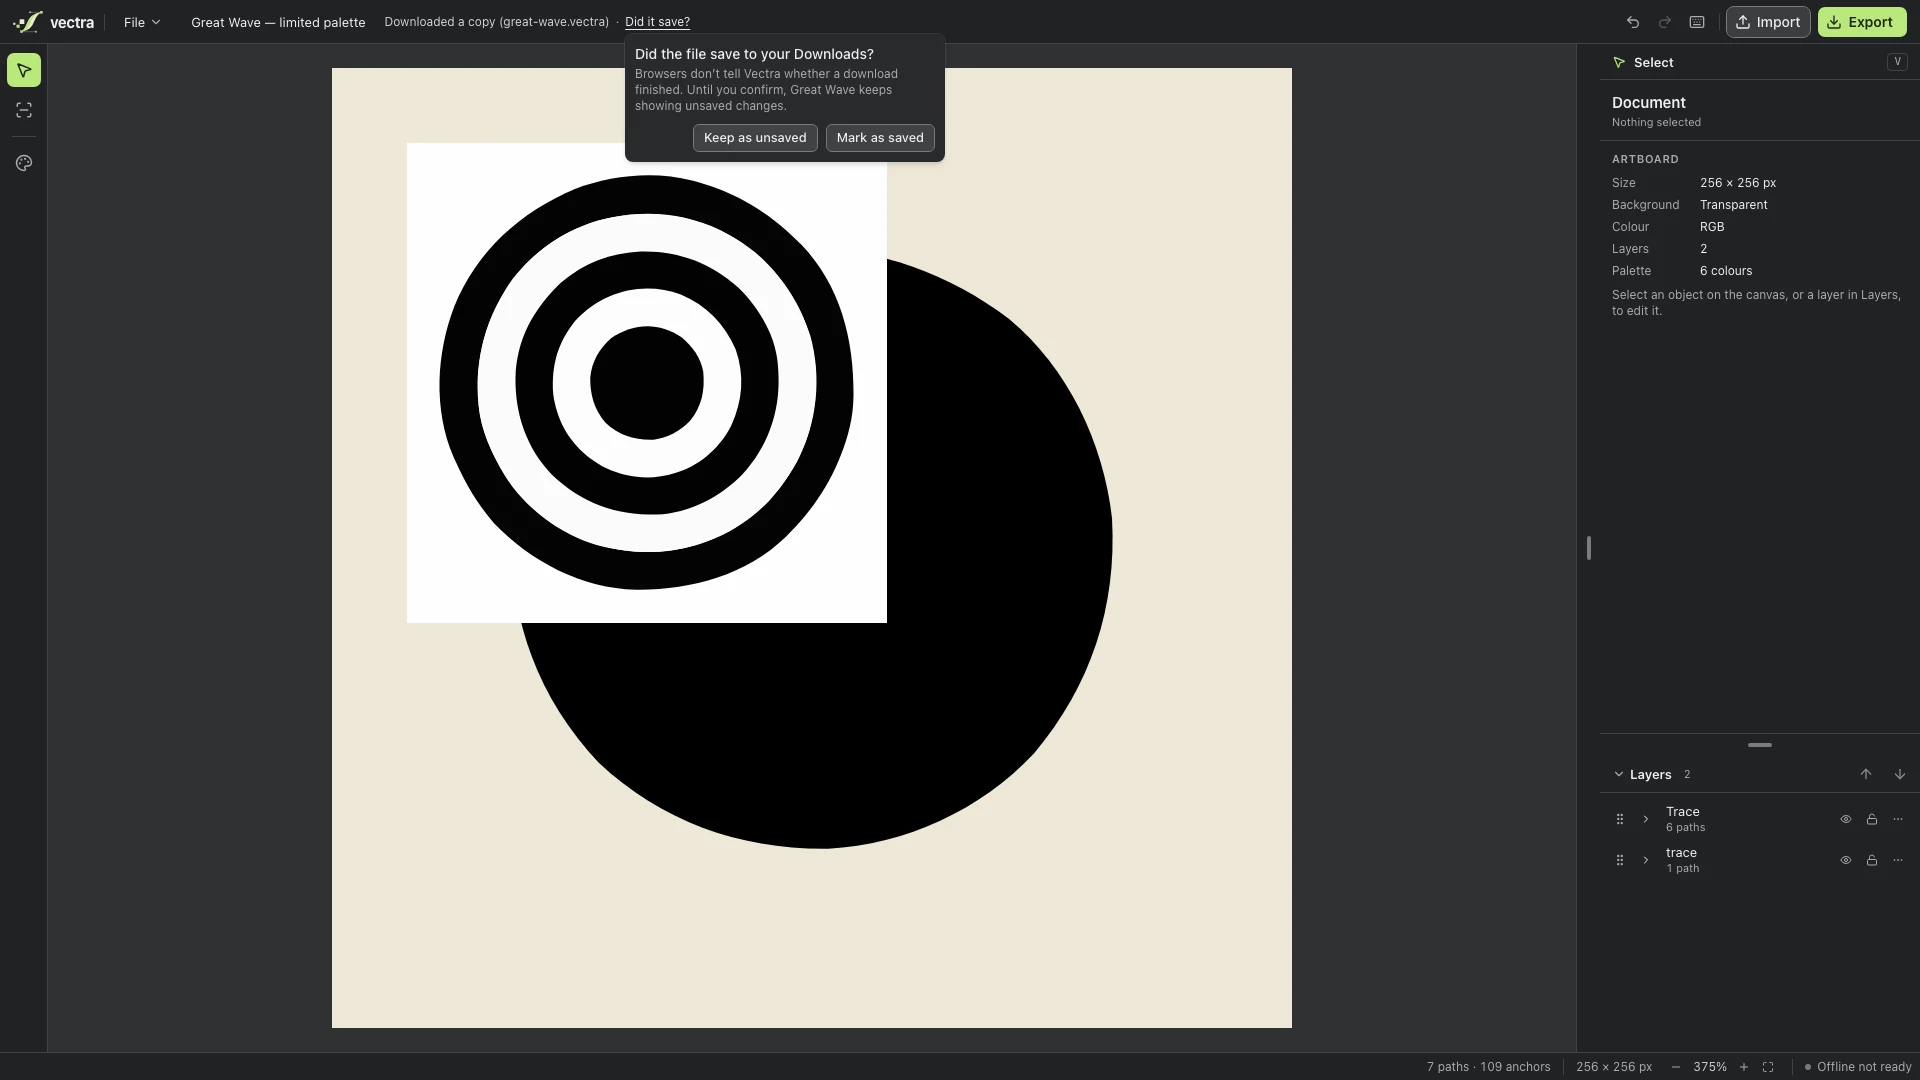 vectra
File
Great Wave — limited palette
Downloaded a copy (great-wave.vectra) · Did it save?
Import
Export
Did the file save to your Downloads?
Browsers don't tell Vectra whether a download
finished. Until you confirm, Great Wave keeps
showing unsaved changes.
Keep as unsaved
Mark as saved
Select
V
Document
Nothing selected
ARTBOARD
Size 256 × 256 px
Background Transparent
Colour RGB
Layers 2
Palette 6 colours
Select an object on the canvas, or a layer in Layers,
to edit it.
Layers 2
Trace
6 paths
trace
1 path
7 paths · 109 anchors
256 × 256 px
− 375% +
Offline not ready